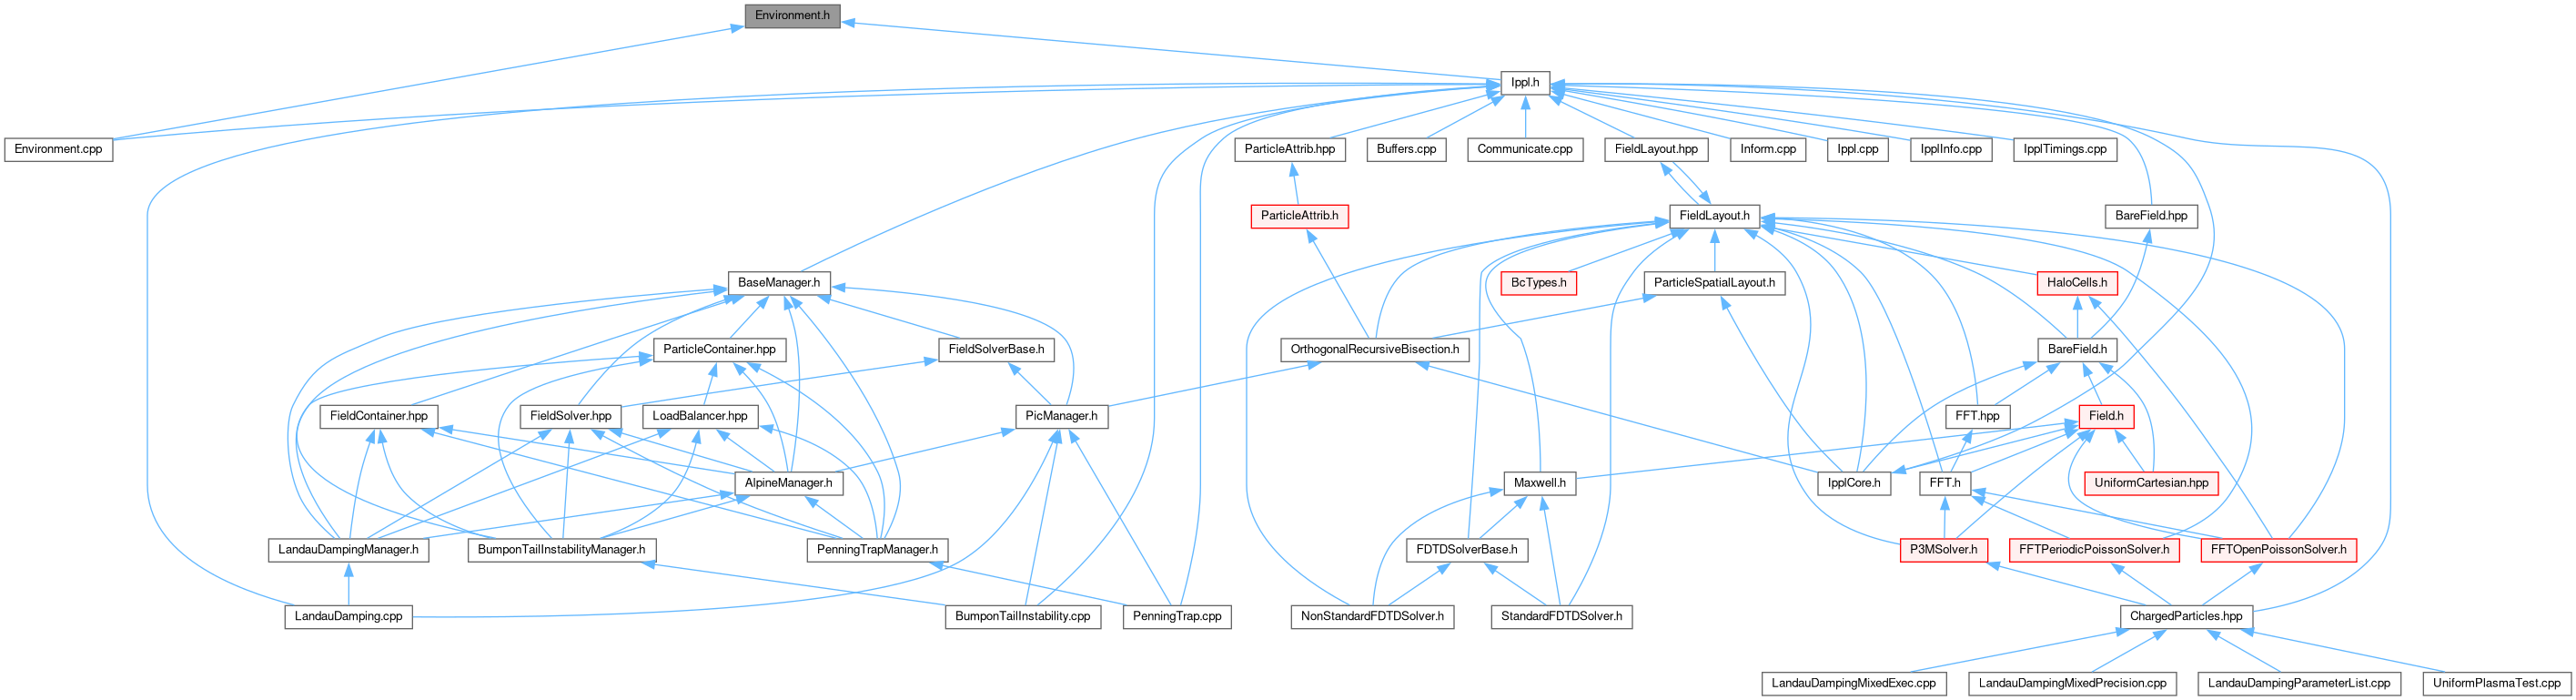 Environment.h
Ippl.h
Environment.cpp
ParticleAttrib.hpp
Buffers.cpp
Communicate.cpp
FieldLayout.hpp
Inform.cpp
Ippl.cpp
IpplInfo.cpp
IpplTimings.cpp
ParticleAttrib.h
FieldLayout.h
BareField.hpp
BaseManager.h
BcTypes.h
ParticleSpatialLayout.h
HaloCells.h
ParticleContainer.hpp
FieldSolverBase.h
OrthogonalRecursiveBisection.h
BareField.h
FieldContainer.hpp
FieldSolver.hpp
LoadBalancer.hpp
PicManager.h
FFT.hpp
Field.h
AlpineManager.h
Maxwell.h
IpplCore.h
FFT.h
UniformCartesian.hpp
LandauDampingManager.h
BumponTailInstabilityManager.h
PenningTrapManager.h
FDTDSolverBase.h
P3MSolver.h
FFTPeriodicPoissonSolver.h
FFTOpenPoissonSolver.h
LandauDamping.cpp
BumponTailInstability.cpp
PenningTrap.cpp
NonStandardFDTDSolver.h
StandardFDTDSolver.h
ChargedParticles.hpp
LandauDampingMixedExec.cpp
LandauDampingMixedPrecision.cpp
LandauDampingParameterList.cpp
UniformPlasmaTest.cpp